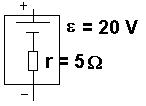 +
ε = 20 V
r = 5Ω
−